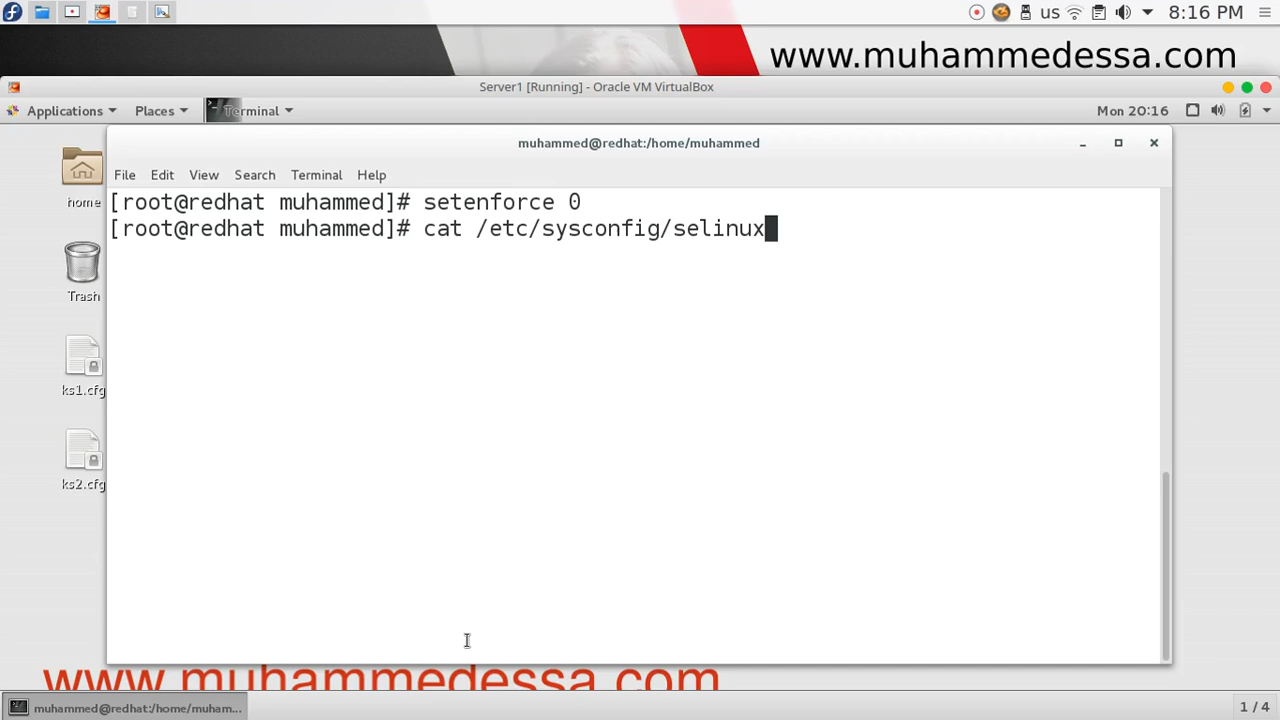 us
8:16 PM
www.muhammedessa.com
Server1 [Running] - Oracle VM VirtualBox
Applications
Places
Terminal
Mon 20:16
muhammed@redhat:/home/muhammed
File Edit View Search Terminal Help
[root@redhat muhammed]# setenforce 0
[root@redhat muhammed]# cat /etc/sysconfig/selinux
home
Trash
ks1.cfg
ks2.cfg
www.muhammedessa.com
muhammed@redhat:/home/muham...
1 / 4